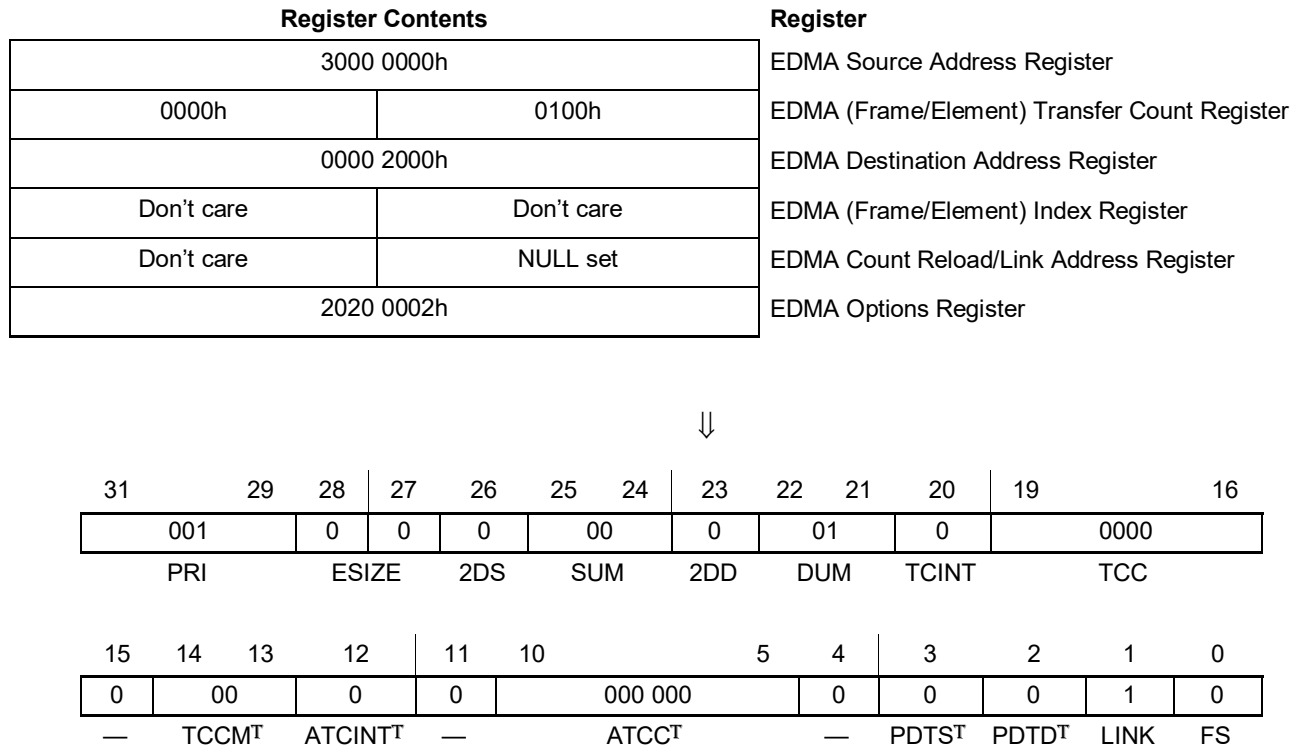 Register Contents Register
3000 0000h EDMA Source Address Register
0000h 0100h EDMA (Frame/Element) Transfer Count Register
0000 2000h EDMA Destination Address Register
Don't care Don't care EDMA (Frame/Element) Index Register
Don't care NULL set EDMA Count Reload/Link Address Register
2020 0002h EDMA Options Register
⇓
31 29 28 27 26 25 24 23 22 21 20 19 16
001 0 0 0 00 0 01 0 0000
PRI ESIZE 2DS SUM 2DD DUM TCINT TCC
15 14 13 12 11 10 5 4 3 2 1 0
0 00 0 0 000 000 0 0 0 1 0
— TCCMT ATCINTT — ATCCT — PDTST PDTDT LINK FS